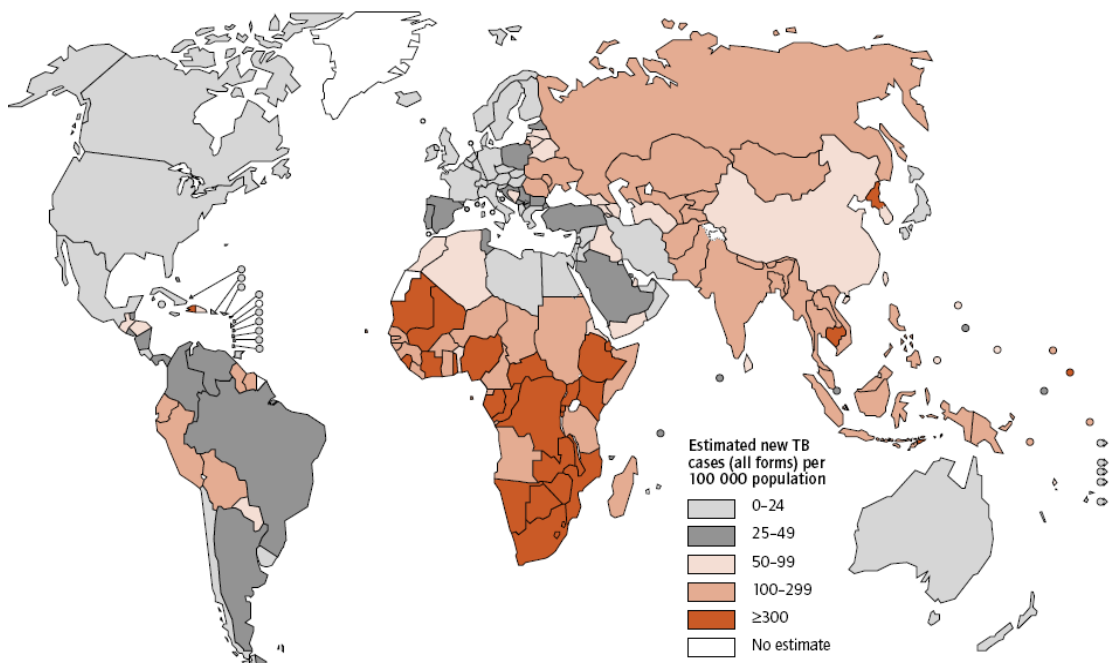 Estimated new TB
cases (all forms) per
100 000 population
0–24
25–49
50–99
100–299
≥300
No estimate